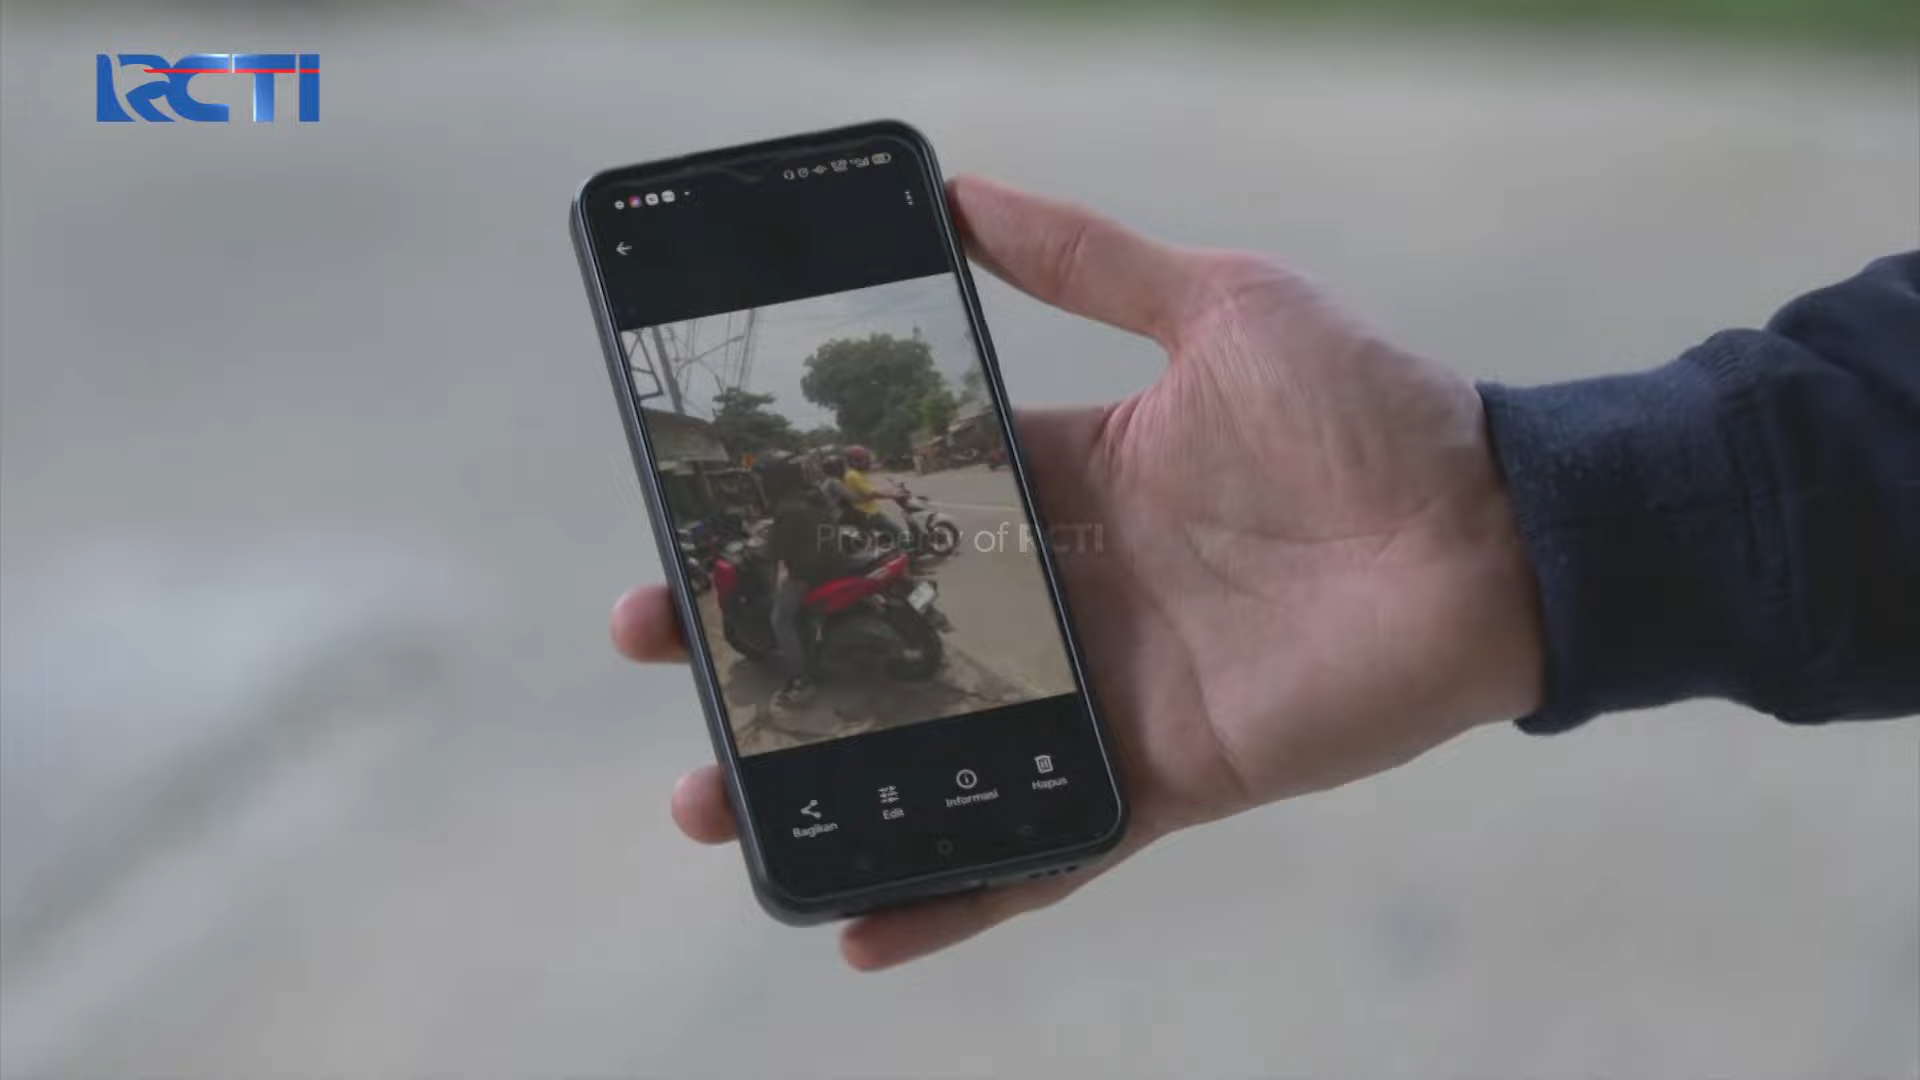 RCTI
Property of RCTI
Bagikan
Edit
Informasi
Hapus